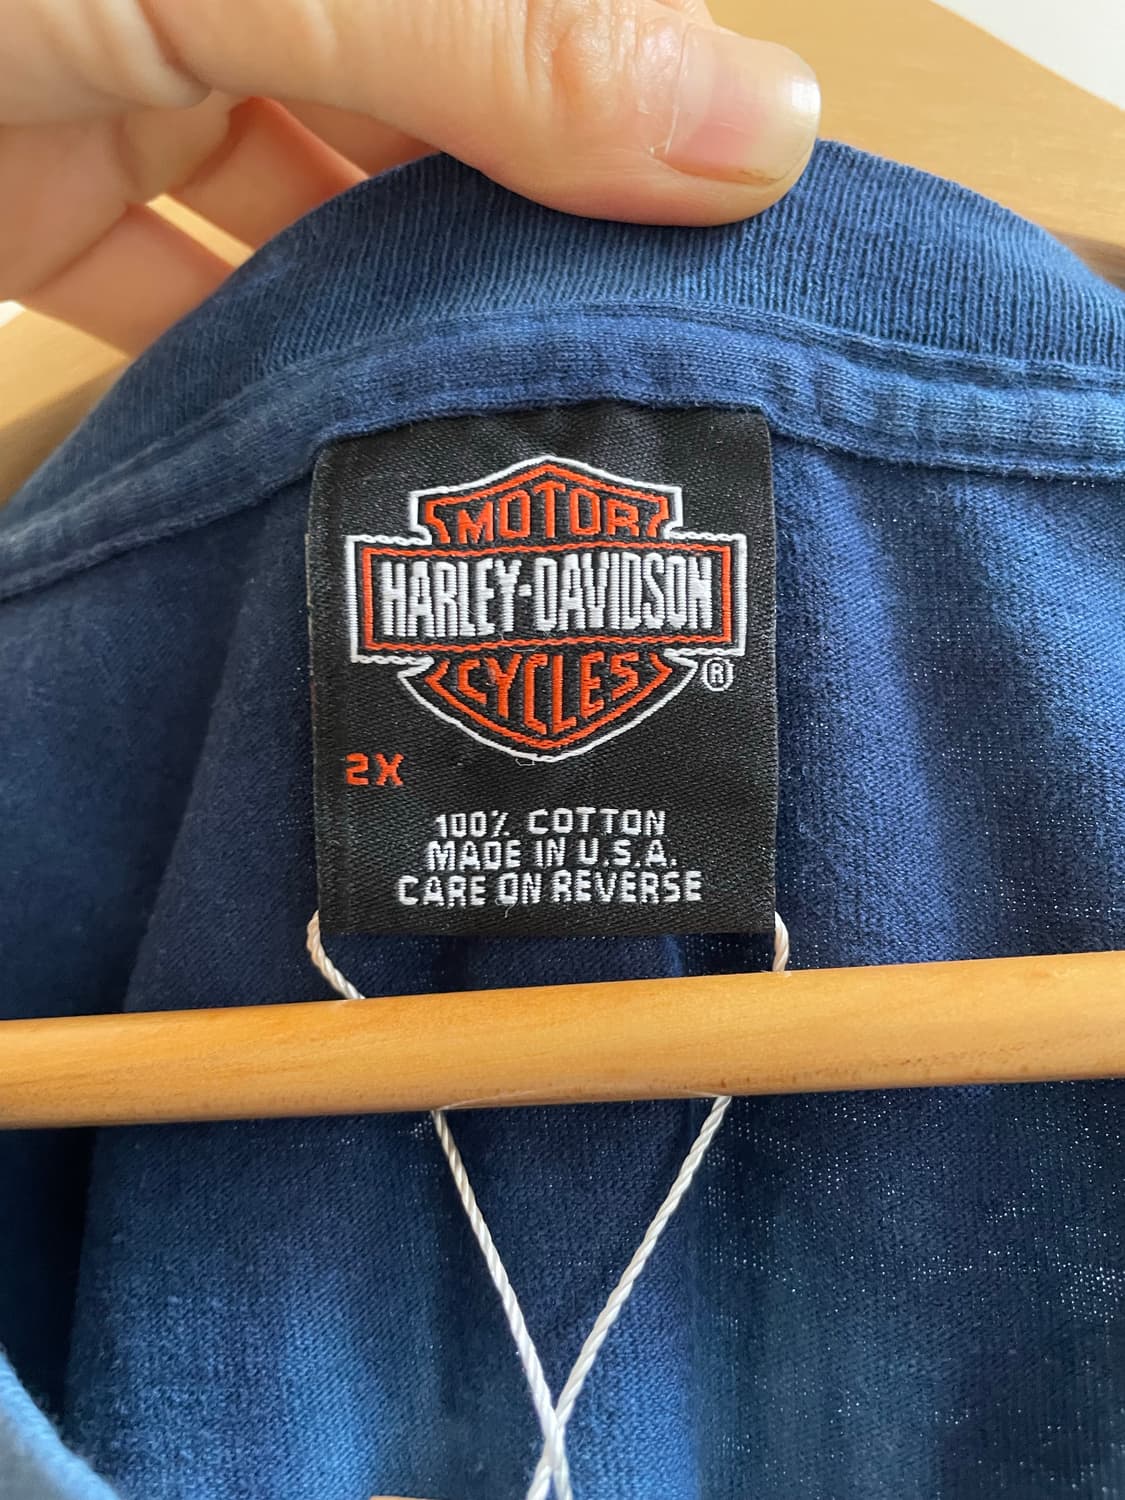 MOTOR
HARLEY-DAVIDSON
CYCLES
®
2X
100% COTTON
MADE IN U.S.A.
CARE ON REVERSE